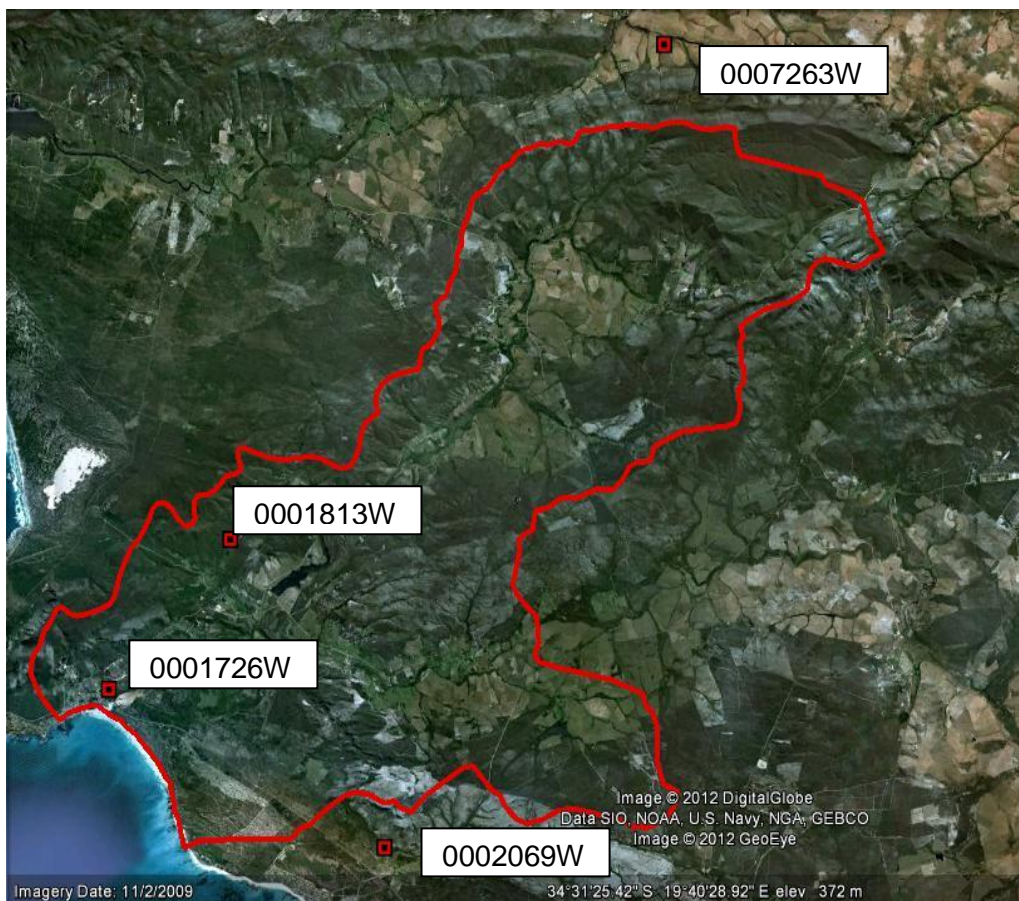 0007263W
0001813W
0001726W
Image © 2012 DigitalGlobe
Data SIO, NOAA, U.S. Navy, NGA, GEBCO
Image © 2012 GeoEye
0002069W
Imagery Date: 11/2/2009 34°31'25.42" S 19°40'28.92" E elev 372 m